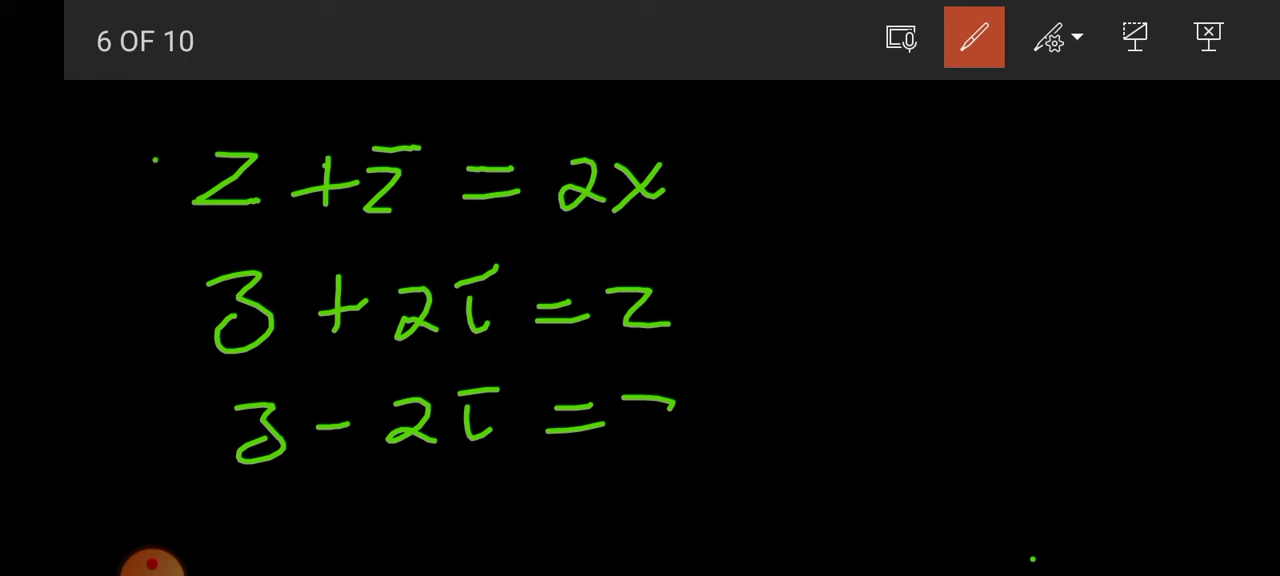 6 OF 10
z + z̅ = 2x
3 + 2i = z
3 - 2i =